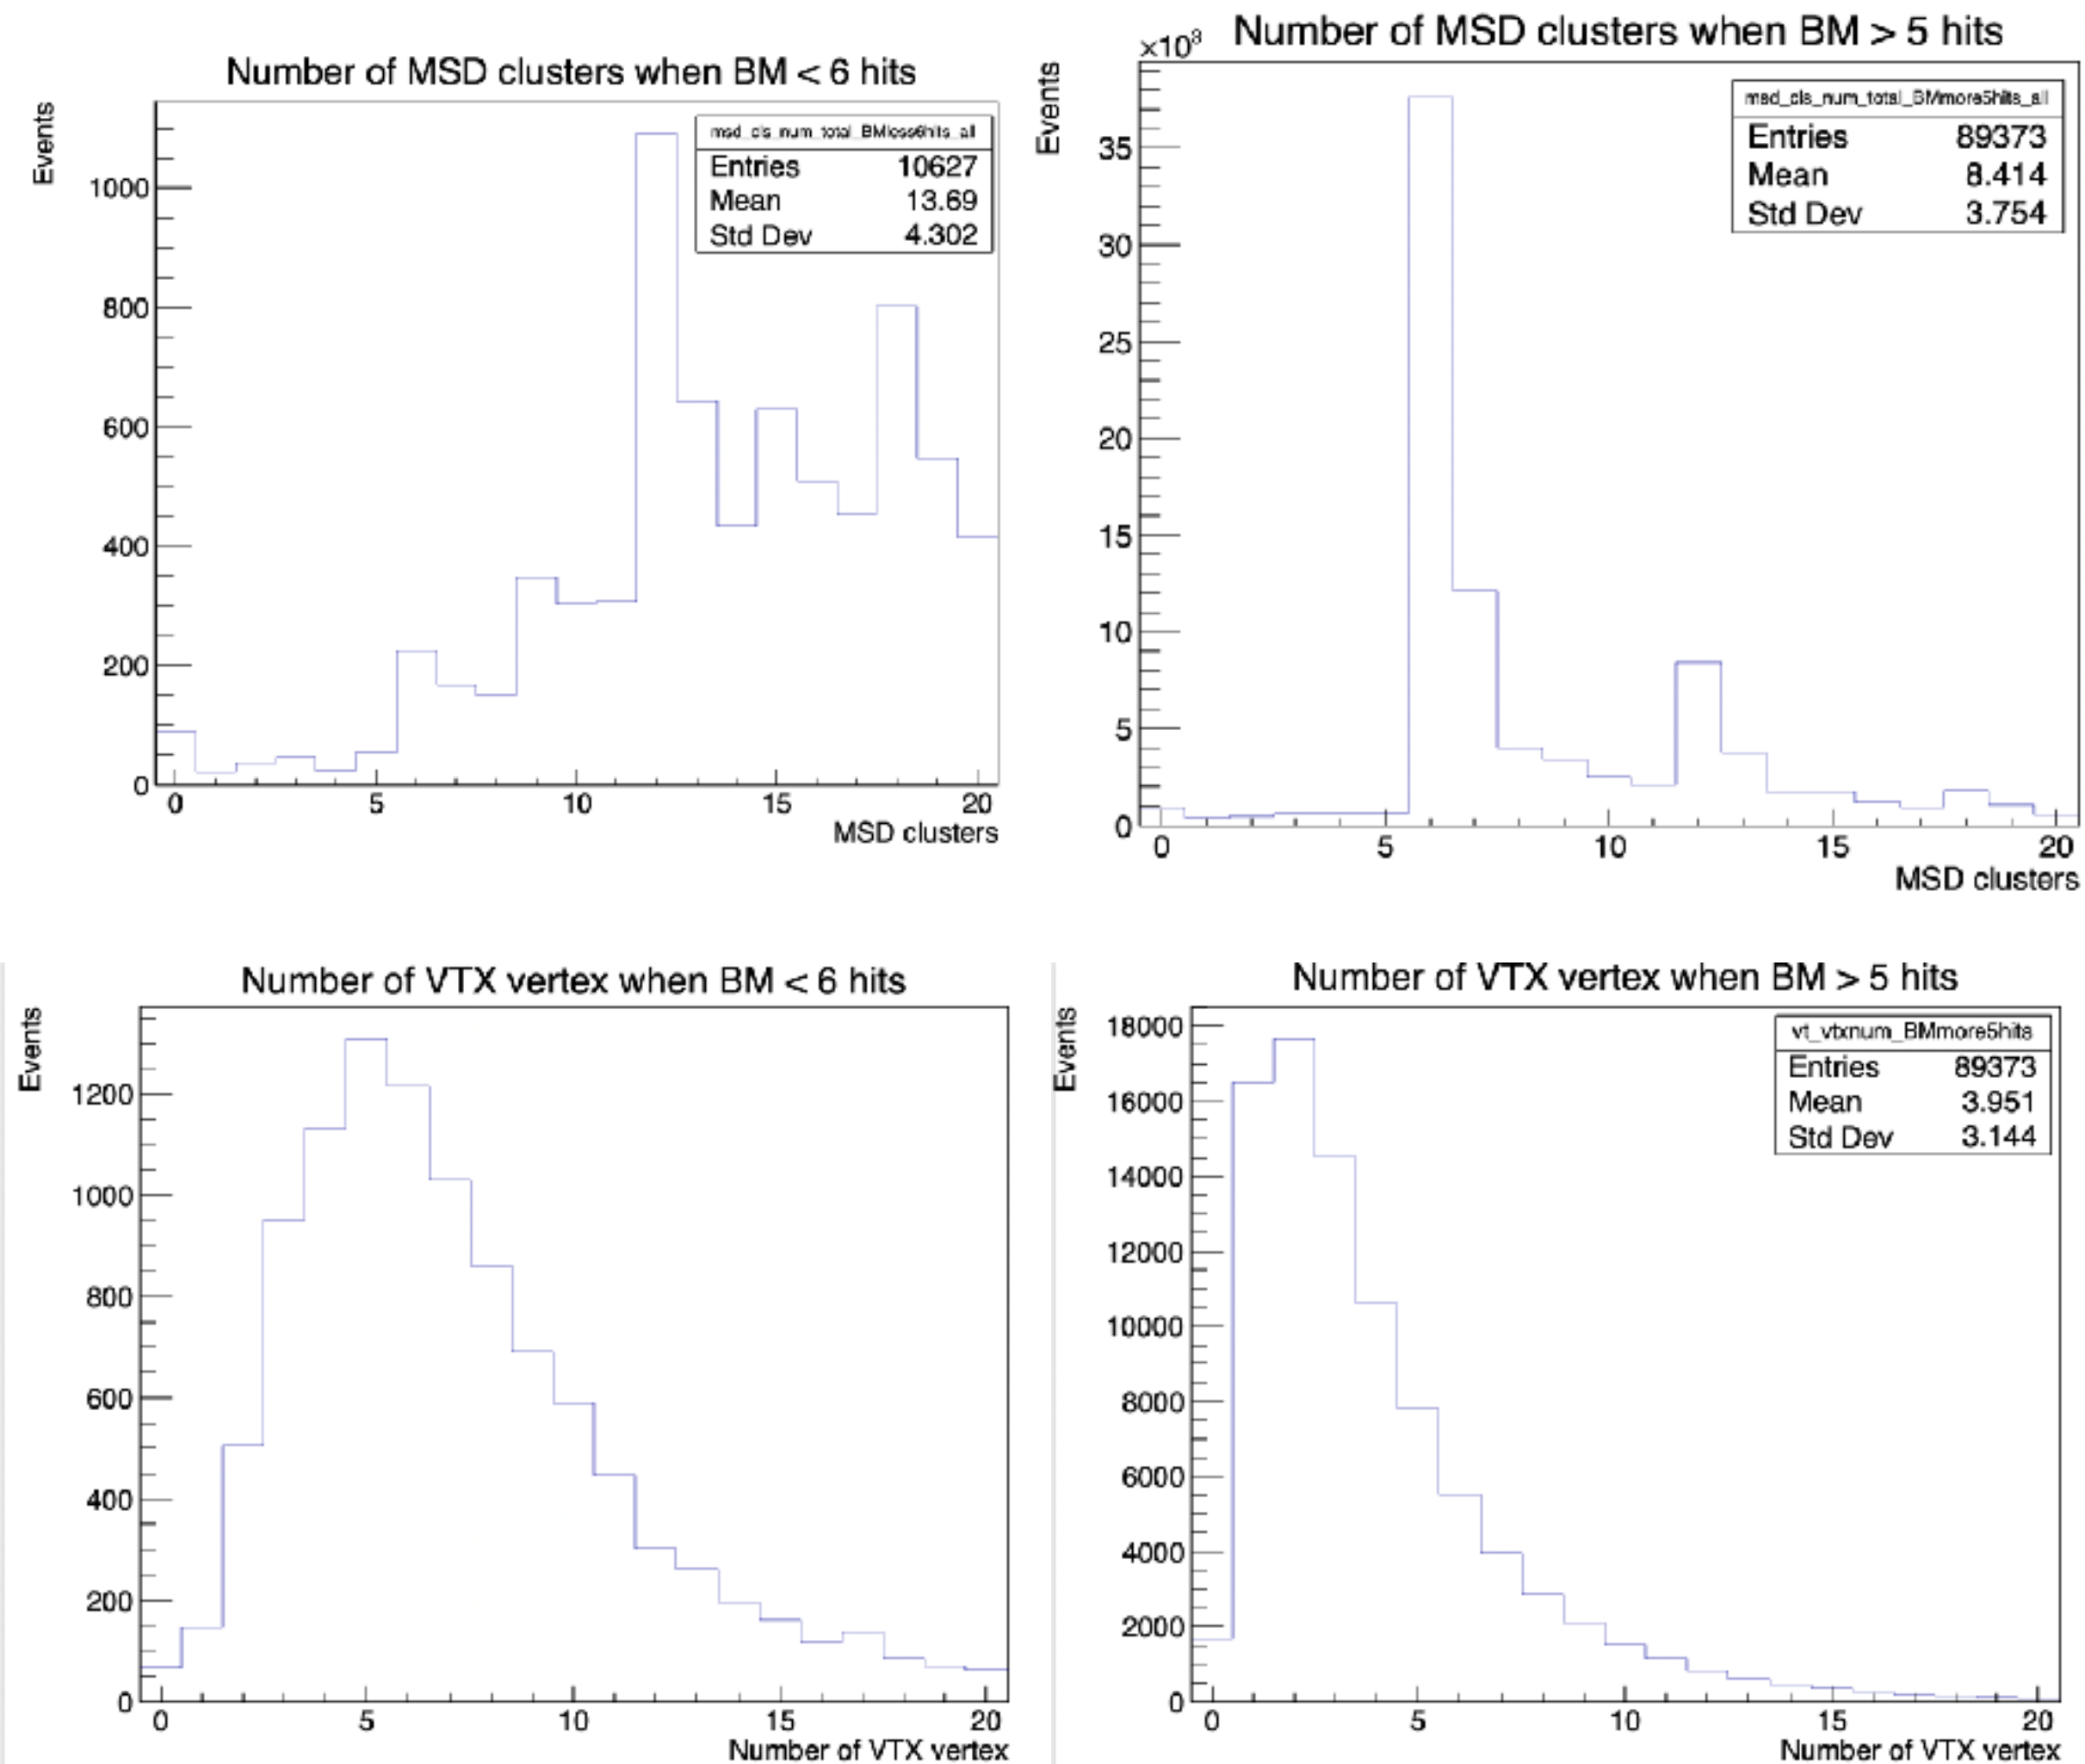 Number of MSD clusters when BM < 6 hits
Events
msd_cls_num_total_BMless6hits_all
Entries 10627
Mean 13.69
Std Dev 4.302
1000
800
600
400
200
0
0 5 10 15 20
MSD clusters
Number of MSD clusters when BM > 5 hits
×10³
Events
msd_cls_num_total_BMmore5hits_all
Entries 89373
Mean 8.414
Std Dev 3.754
35
30
25
20
15
10
5
0
0 5 10 15 20
MSD clusters
Number of VTX vertex when BM < 6 hits
Events
1200
1000
800
600
400
200
0
0 5 10 15 20
Number of VTX vertex
Number of VTX vertex when BM > 5 hits
Events
vt_vtxnum_BMmore5hits
Entries 89373
Mean 3.951
Std Dev 3.144
18000
16000
14000
12000
10000
8000
6000
4000
2000
0
0 5 10 15 20
Number of VTX vertex